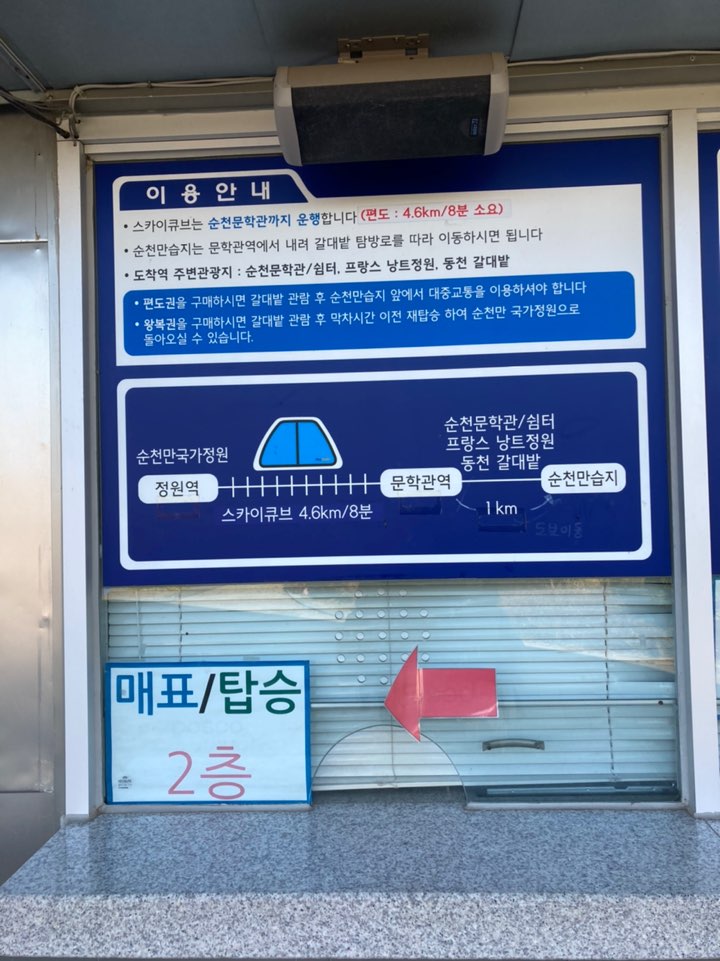 이용안내
• 스카이큐브는 순천문학관까지 운행합니다 (편도 : 4.6km/8분 소요)
• 순천만습지는 문학관역에서 내려 갈대밭 탐방로를 따라 이동하시면 됩니다
• 도착역 주변관광지 : 순천문학관/쉼터, 프랑스 낭트정원, 동천 갈대밭
• 편도권을 구매하시면 갈대밭 관람 후 순천만습지 앞에서 대중교통을 이용하셔야 합니다
• 왕복권을 구매하시면 갈대밭 관람 후 막차시간 이전 재탑승 하여 순천만 국가정원으로
돌아오실 수 있습니다.
순천만국가정원
정원역
스카이큐브 4.6km/8분
문학관역
순천문학관/쉼터
프랑스 낭트정원
동천 갈대밭
순천만습지
1km
도보이동
매표/탑승
2층